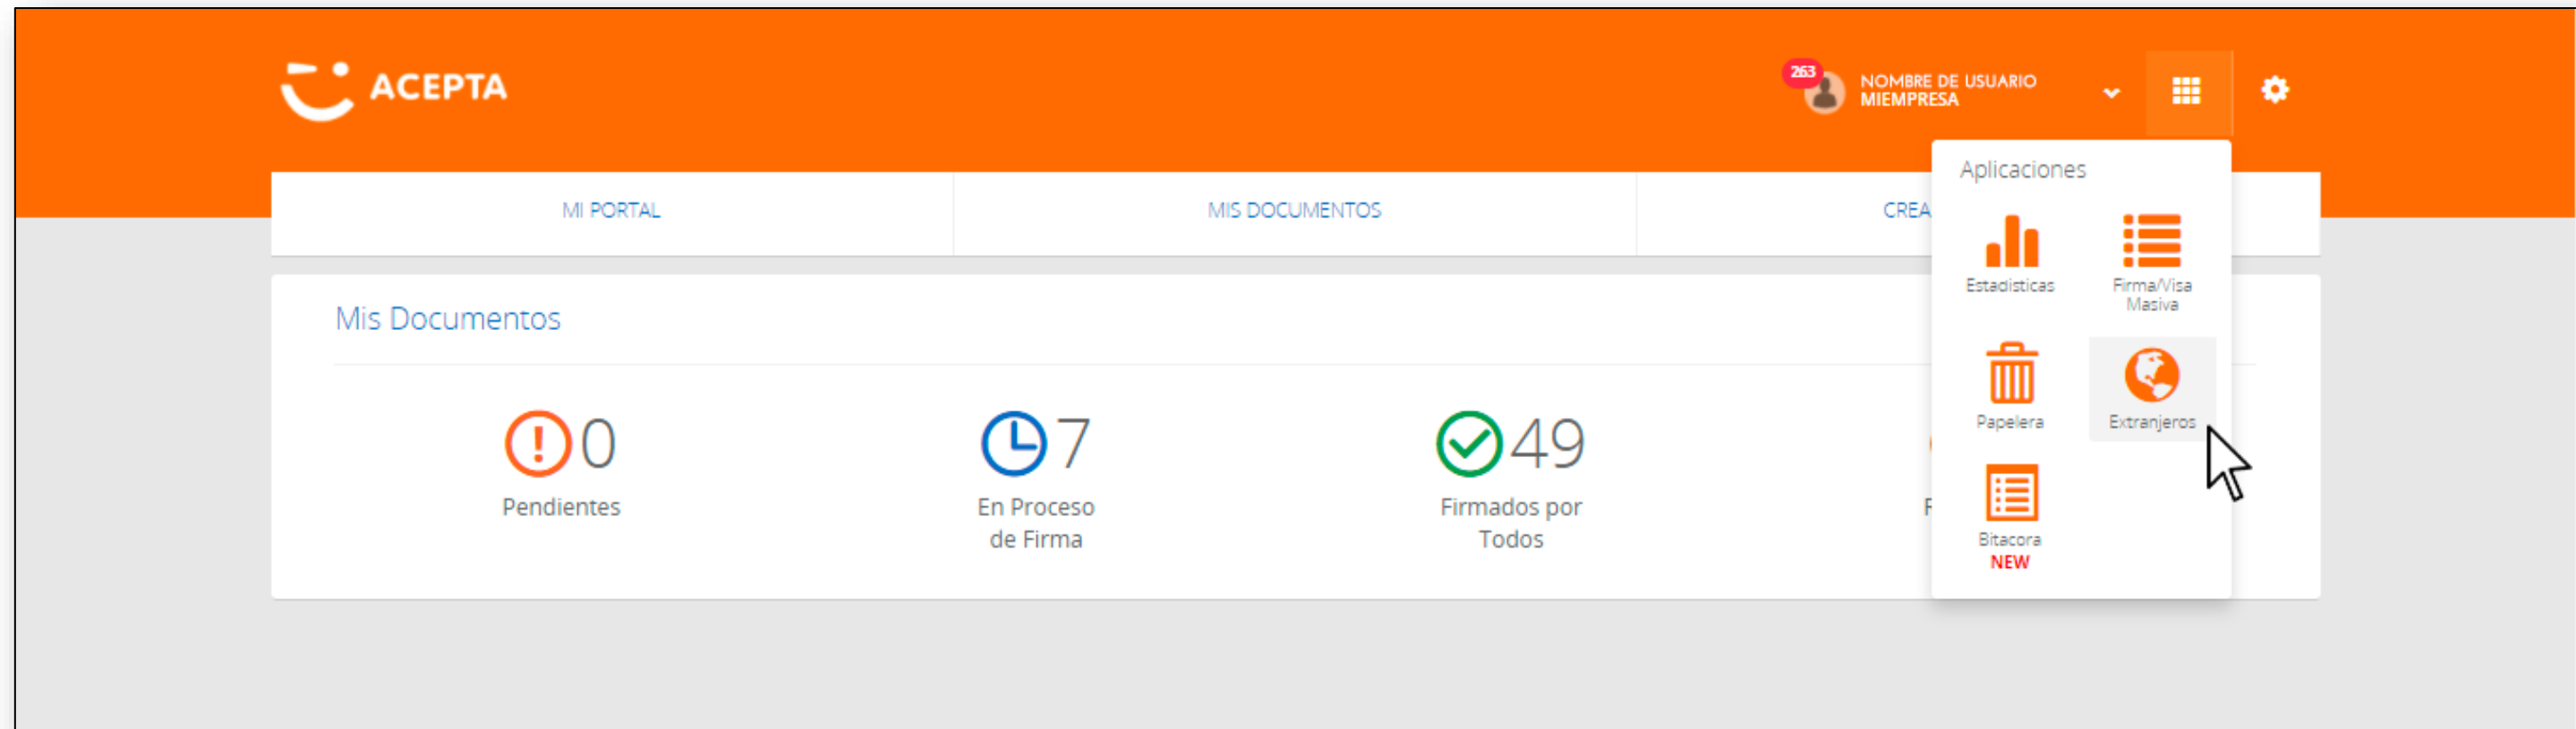 ACEPTA
263
NOMBRE DE USUARIO
MIEMPRESA
Aplicaciones
MI PORTAL
MIS DOCUMENTOS
CREA
Estadisticas
Firma/Visa
Masiva
Mis Documentos
Papelera
Extranjeros
0
7
49
Pendientes
En Proceso
de Firma
Firmados por
Todos
Bitacora
NEW